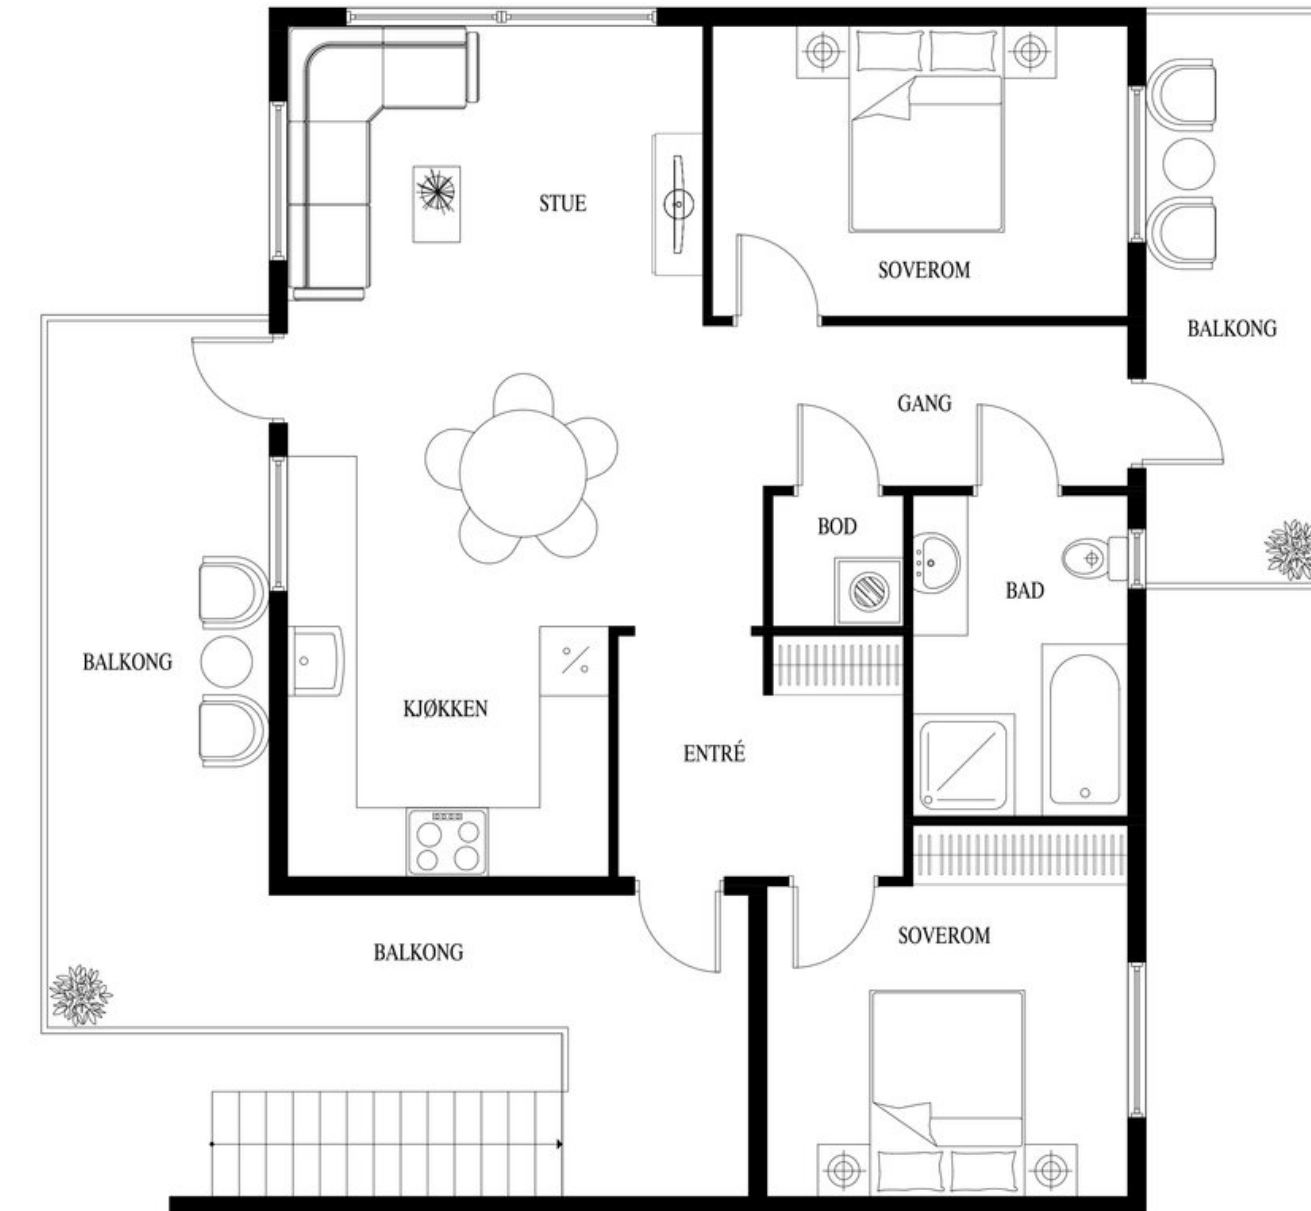 STUE
SOVEROM
BALKONG
GANG
BOD
BAD
BALKONG
KJØKKEN
ENTRÉ
SOVEROM
BALKONG